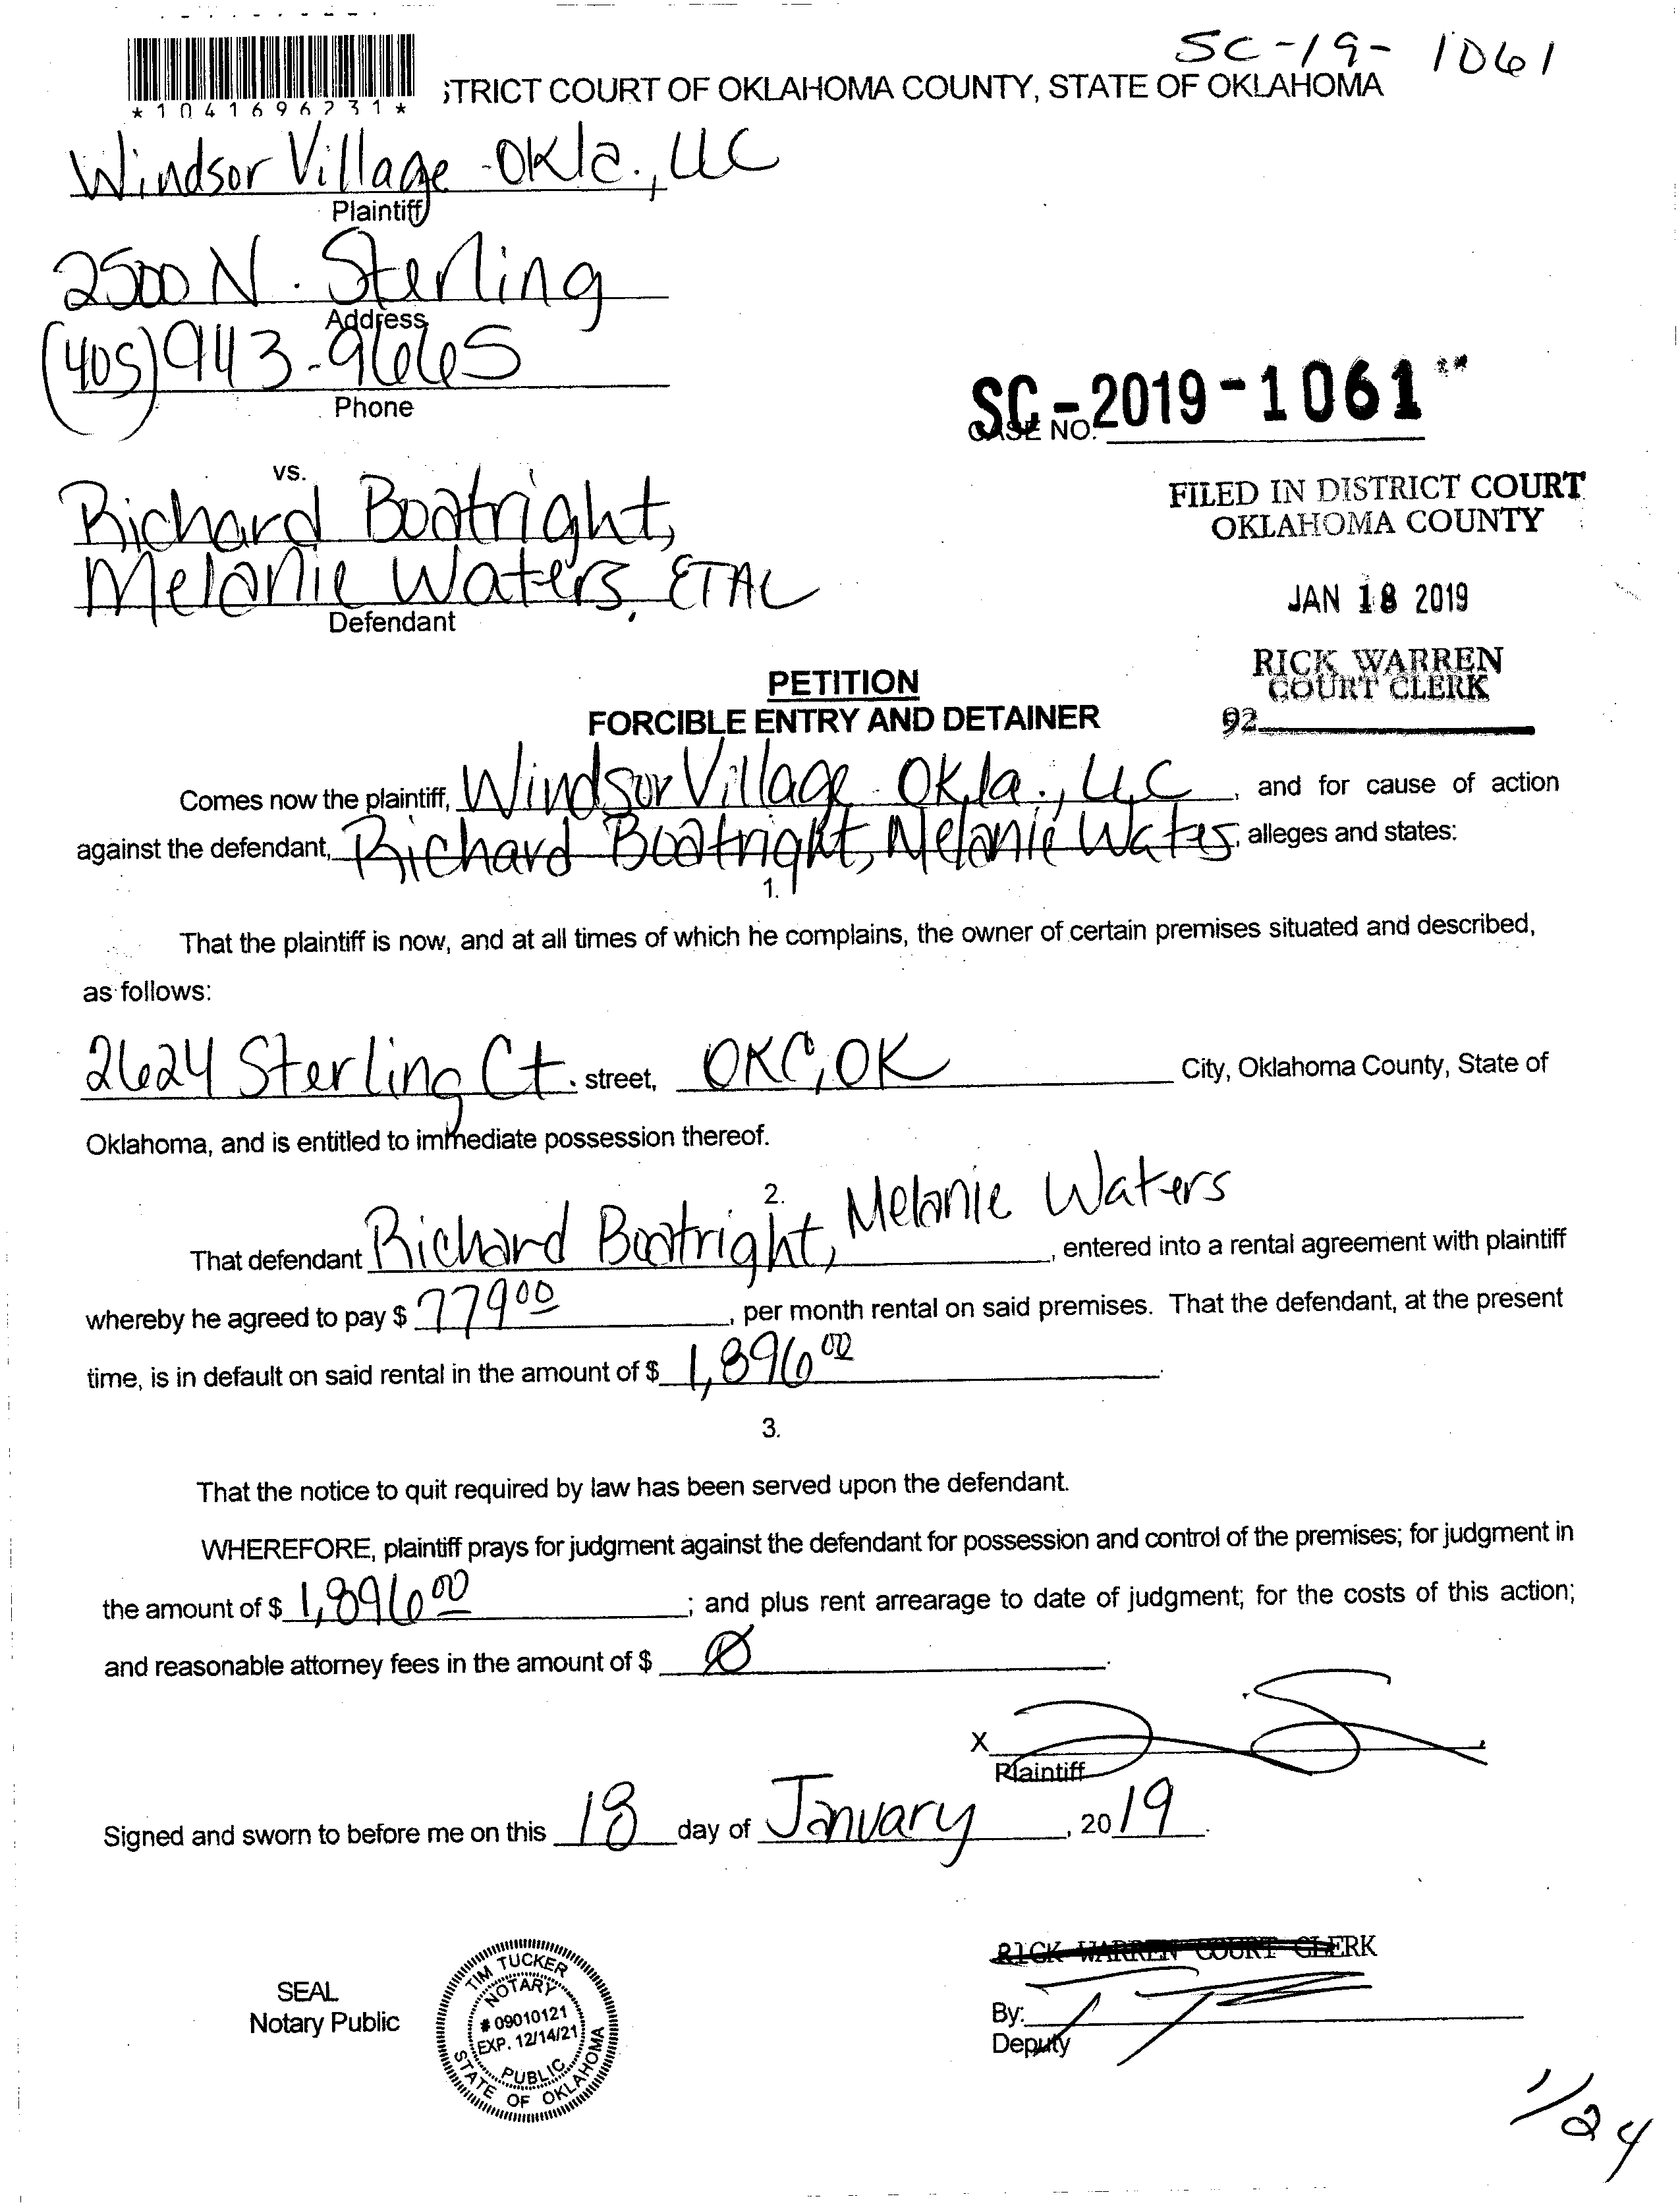 SC-19-1061
*1041696231*
STRICT COURT OF OKLAHOMA COUNTY, STATE OF OKLAHOMA
Windsor Village -Okla., LLC
Plaintiff
2500 N. Sterling
Address
(405) 943-9665
Phone
SC-2019-1061
CASE NO.
vs.
Richard Boatright,
Melanie Waters, ETAL
Defendant
FILED IN DISTRICT COURT
OKLAHOMA COUNTY
JAN 18 2019
RICK WARREN
COURT CLERK
92
PETITION
FORCIBLE ENTRY AND DETAINER
Comes now the plaintiff, Windsor Village - Okla., LLC, and for cause of action
against the defendant, Richard Boatright, Melanie Waters, alleges and states:
1.
That the plaintiff is now, and at all times of which he complains, the owner of certain premises situated and described,
as follows:
2624 Sterling Ct. street, OKC, OK City, Oklahoma County, State of
Oklahoma, and is entitled to immediate possession thereof.
2.
That defendant Richard Boatright, Melanie Waters, entered into a rental agreement with plaintiff
whereby he agreed to pay $ 779 00, per month rental on said premises. That the defendant, at the present
time, is in default on said rental in the amount of $ 1,896 00.
3.
That the notice to quit required by law has been served upon the defendant.
WHEREFORE, plaintiff prays for judgment against the defendant for possession and control of the premises; for judgment in
the amount of $ 1,896 00; and plus rent arrearage to date of judgment; for the costs of this action;
and reasonable attorney fees in the amount of $ Ø.
X
Plaintiff
Signed and sworn to before me on this 18 day of January, 2019.
SEAL
Notary Public
TIM TUCKER
NOTARY
# 09010121
EXP. 12/14/21
PUBLIC
STATE OF OKLAHOMA
RICK WARREN COURT CLERK
By:
Deputy
1/24